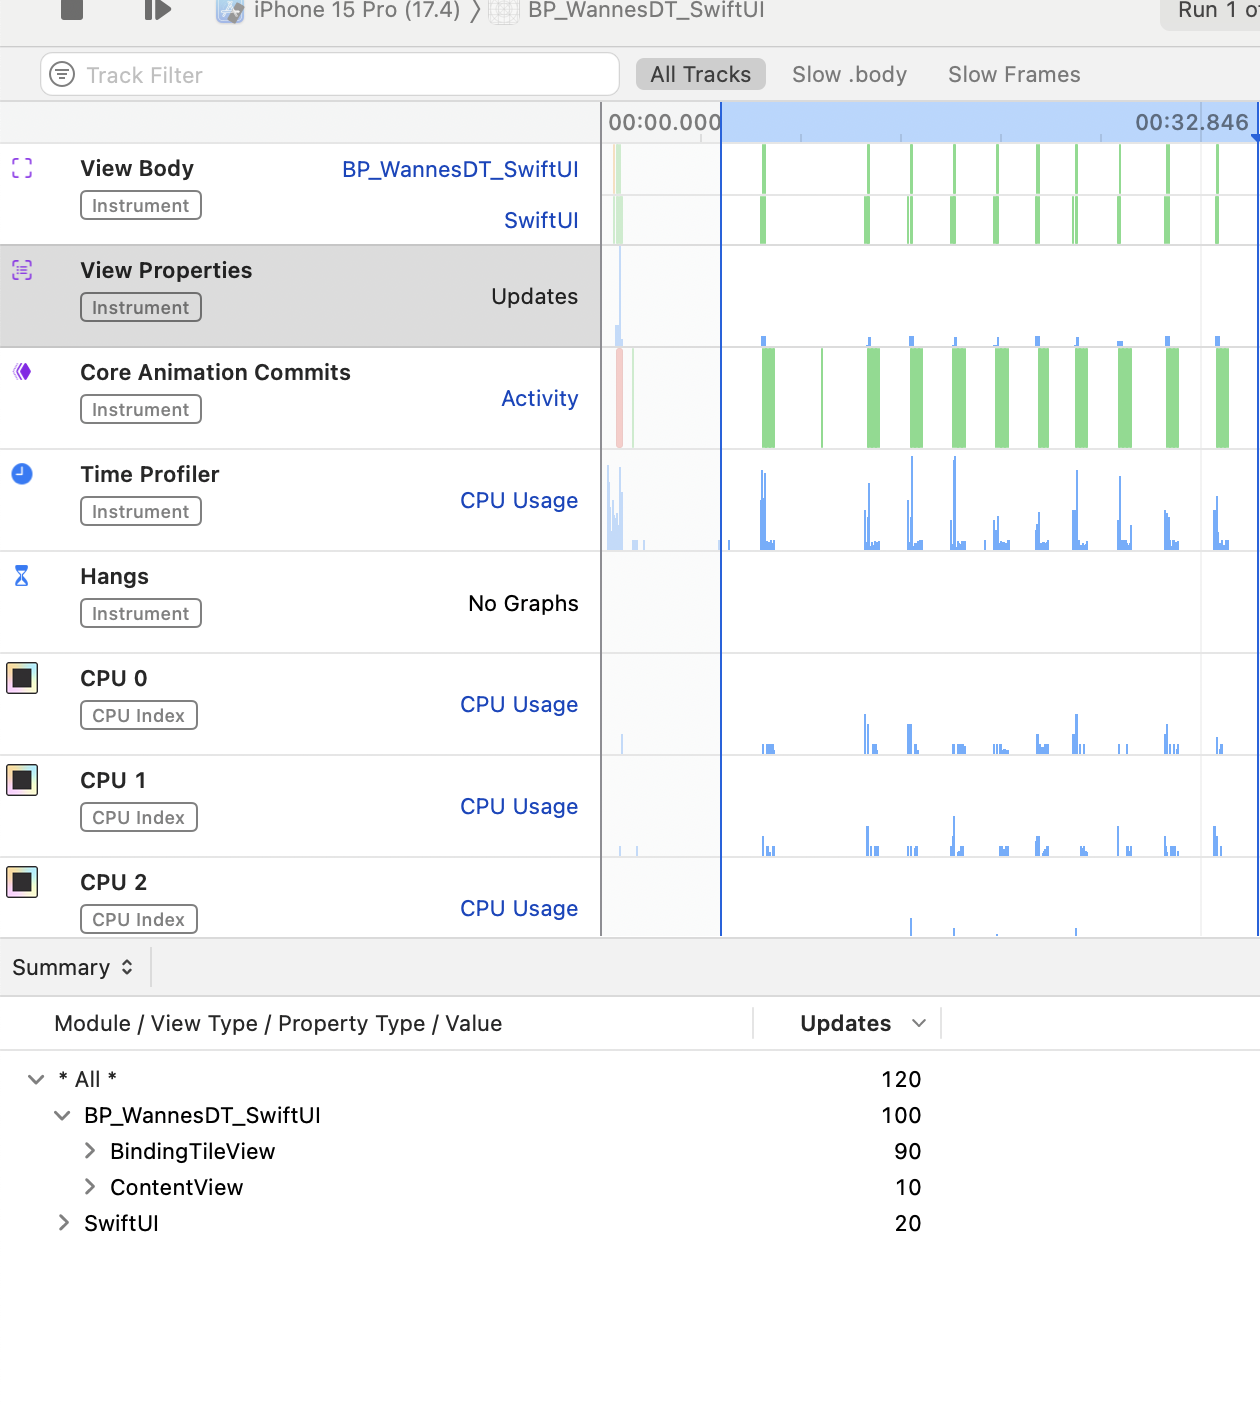 iPhone 15 Pro (17.4) 〉 BP_WannesDT_SwiftUI Run 1 o
Track Filter All Tracks Slow .body Slow Frames
00:00.000 00:32.846
View Body BP_WannesDT_SwiftUI
Instrument
SwiftUI
View Properties
Updates
Instrument
Core Animation Commits
Activity
Instrument
Time Profiler
CPU Usage
Instrument
Hangs
No Graphs
Instrument
CPU 0
CPU Usage
CPU Index
CPU 1
CPU Usage
CPU Index
CPU 2
CPU Usage
CPU Index
Summary
Module / View Type / Property Type / Value Updates
* All * 120
BP_WannesDT_SwiftUI 100
BindingTileView 90
ContentView 10
SwiftUI 20